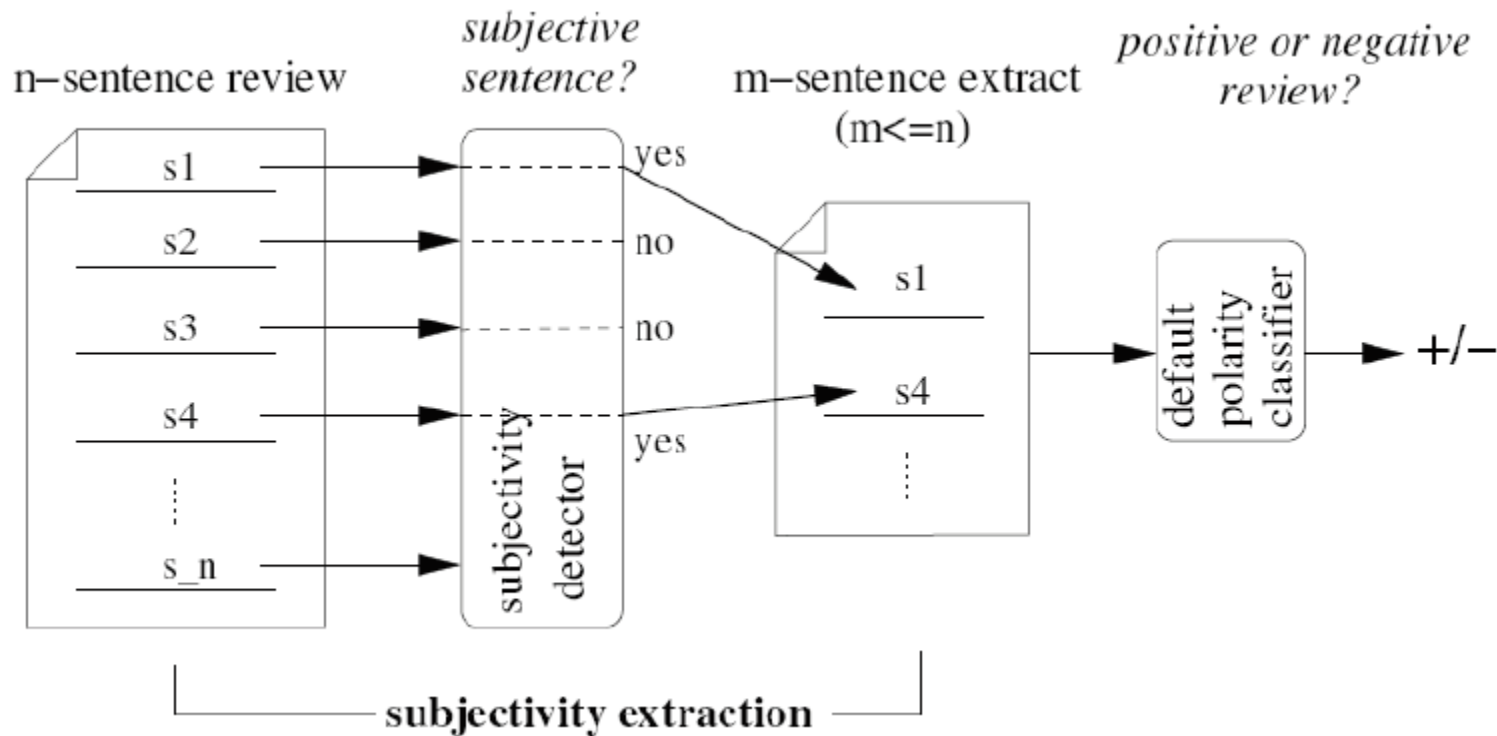 n−sentence review
subjective
sentence?
m−sentence extract
(m<=n)
positive or negative
review?
s1
s2
s3
s4
s_n
subjectivity
detector
yes
no
no
yes
s1
s4
default
polarity
classifier
+/−
subjectivity extraction